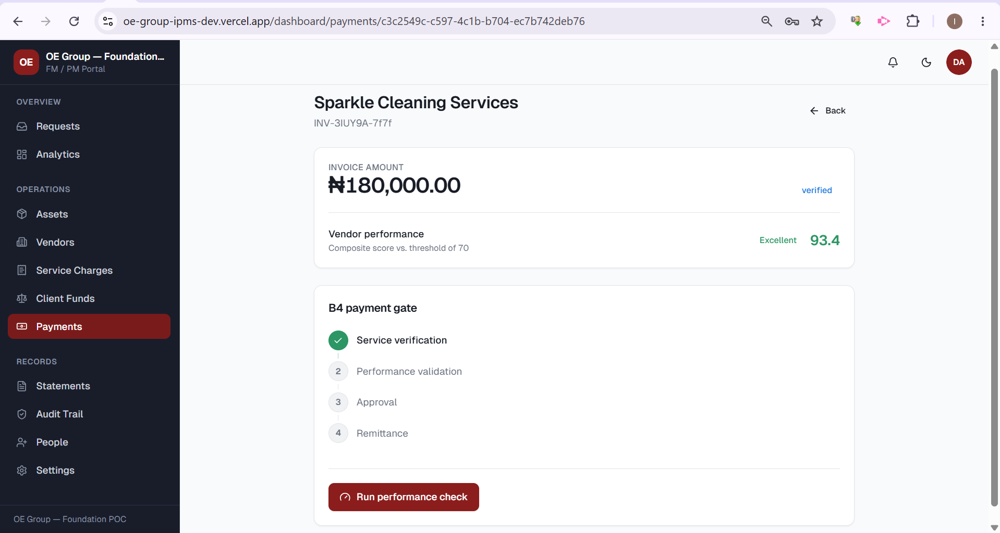 oe-group-ipms-dev.vercel.app/dashboard/payments/c3c2549c-c597-4c1b-b704-ec7b742deb76
I
OE
OE Group — Foundation...
FM / PM Portal
DA
OVERVIEW
Requests
Analytics
OPERATIONS
Assets
Vendors
Service Charges
Client Funds
Payments
RECORDS
Statements
Audit Trail
People
Settings
OE Group — Foundation POC
Sparkle Cleaning Services
INV-3IUY9A-7f7f
Back
INVOICE AMOUNT
₦180,000.00
verified
Vendor performance
Composite score vs. threshold of 70
Excellent 93.4
B4 payment gate
Service verification
2 Performance validation
3 Approval
4 Remittance
Run performance check